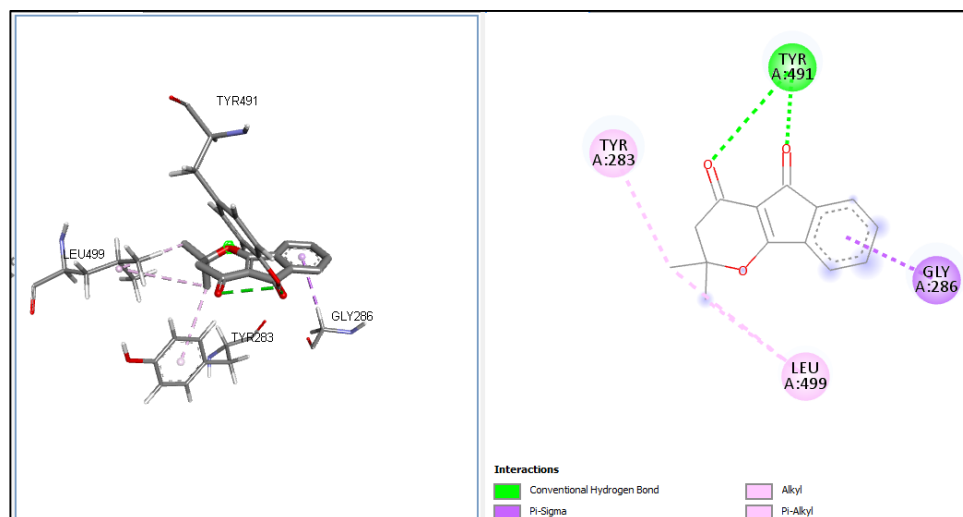 TYR491
LEU499
GLY286
TYR283
TYR
A:491
TYR
A:283
O
O
O
GLY
A:286
LEU
A:499
Interactions
Conventional Hydrogen Bond
Alkyl
Pi-Sigma
Pi-Alkyl